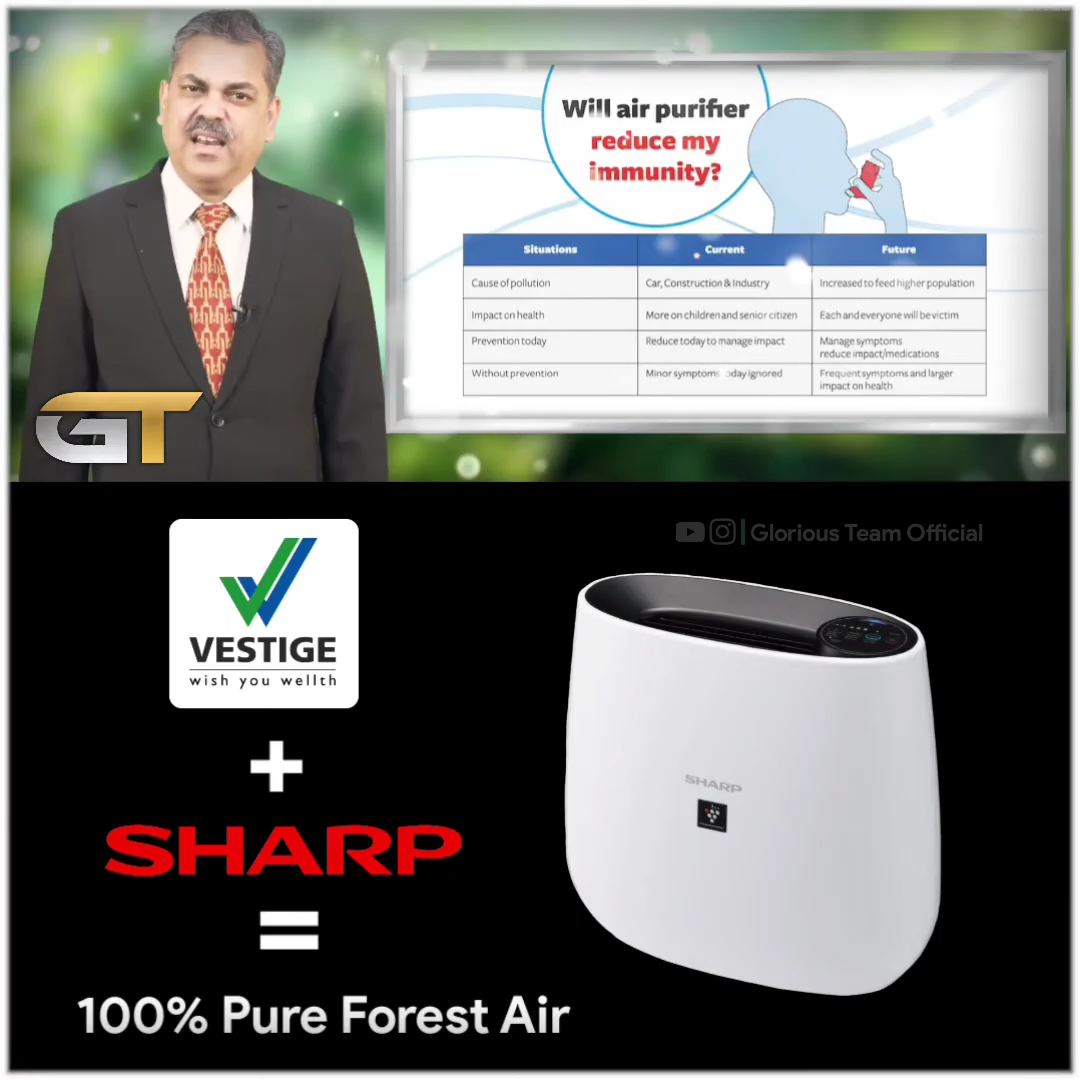 Will air purifier
reduce my
immunity?
Situations Current Future
Cause of pollution Car, Construction & Industry Increased to feed higher population
Impact on health More on children and senior citizen Each and everyone will be victim
Prevention today Reduce today to manage impact Manage symptoms
reduce impact/medications
Without prevention Minor symptoms oday ignored Frequent symptoms and larger
impact on health
GT
Glorious Team Official
VESTIGE
wish you wellth
+
SHARP
=
100% Pure Forest Air
SHARP